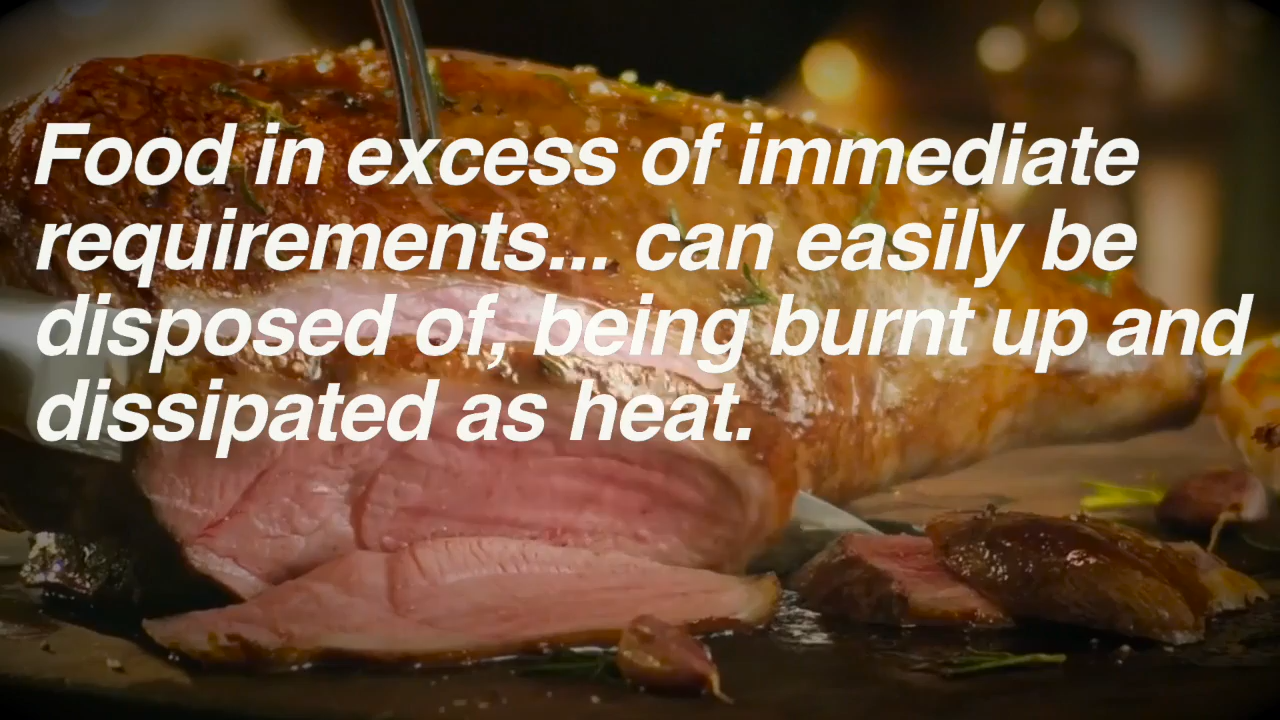 Food in excess of immediate
requirements... can easily be
disposed of, being burnt up and
dissipated as heat.